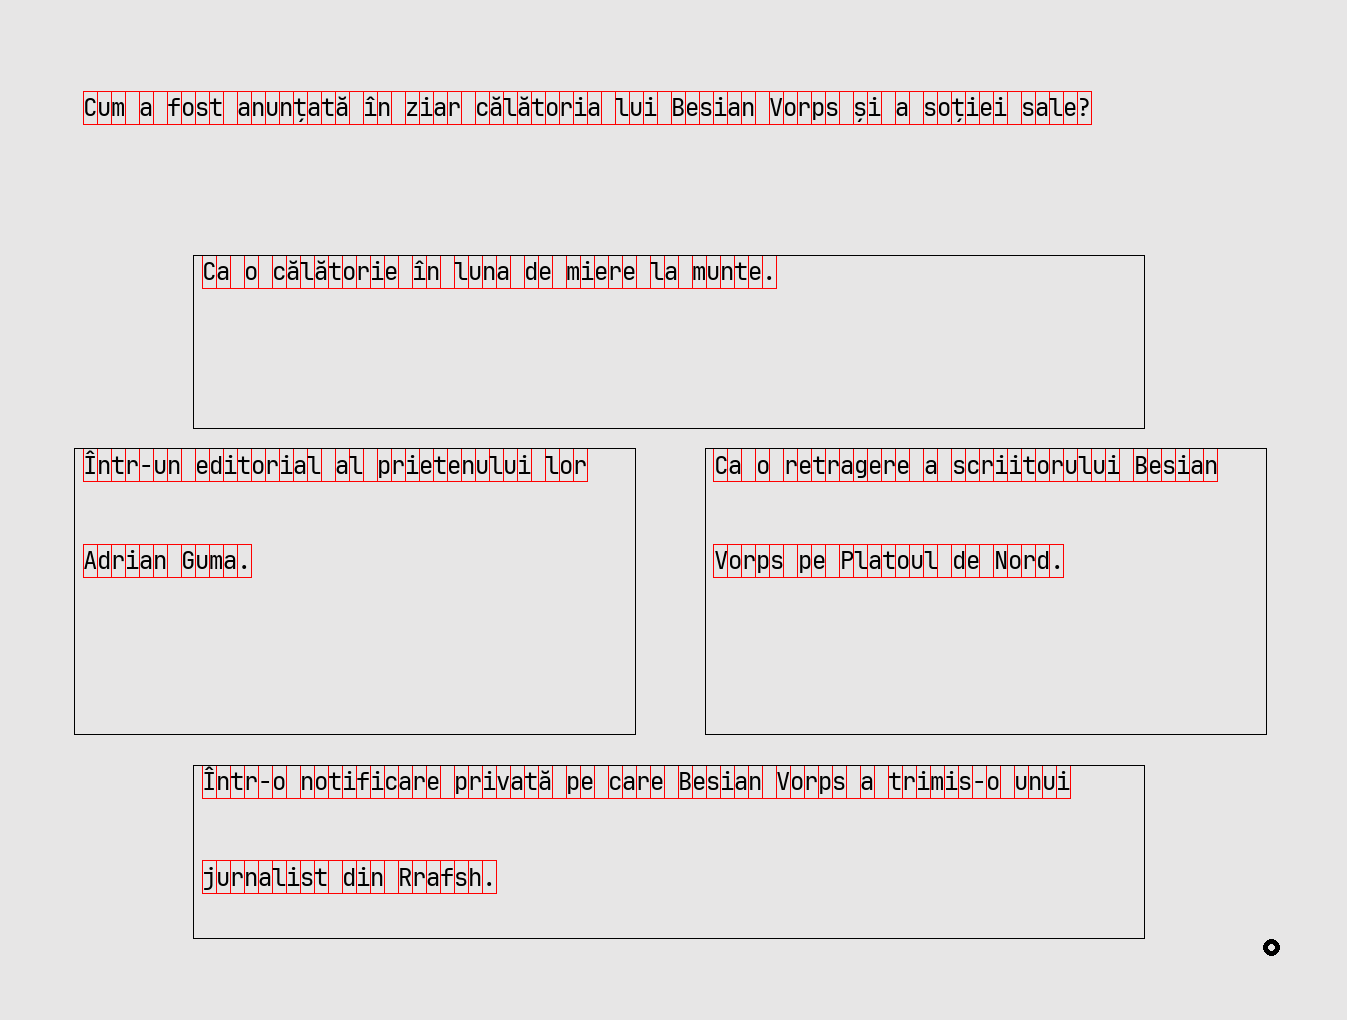 Cum a fost anunțată în ziar călătoria lui Besian Vorps și a soției sale?
Ca o călătorie în luna de miere la munte.
Într-un editorial al prietenului lor
Adrian Guma.
Ca o retragere a scriitorului Besian
Vorps pe Platoul de Nord.
Într-o notificare privată pe care Besian Vorps a trimis-o unui
jurnalist din Rrafsh.